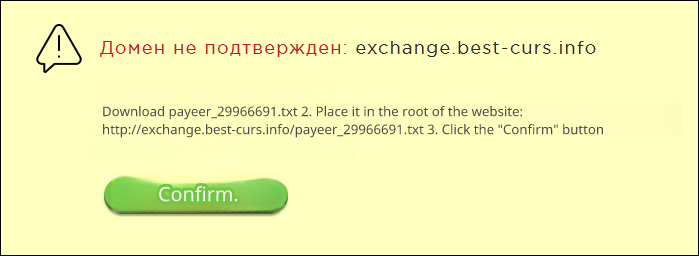 Домен не подтвержден: exchange.best-curs.info
Download payeer_29966691.txt 2. Place it in the root of the website:
http://exchange.best-curs.info/payeer_29966691.txt 3. Click the "Confirm" button
Confirm.